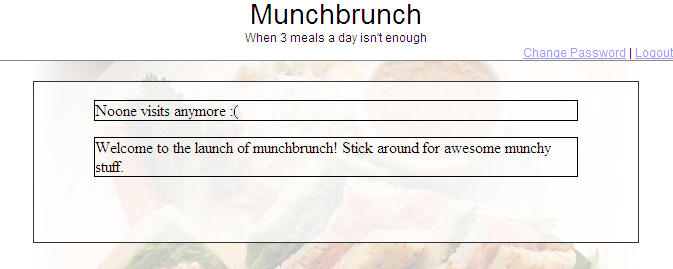 Munchbrunch
When 3 meals a day isn't enough
Change Password | Logout
Noone visits anymore :(
Welcome to the launch of munchbrunch! Stick around for awesome munchy
stuff.